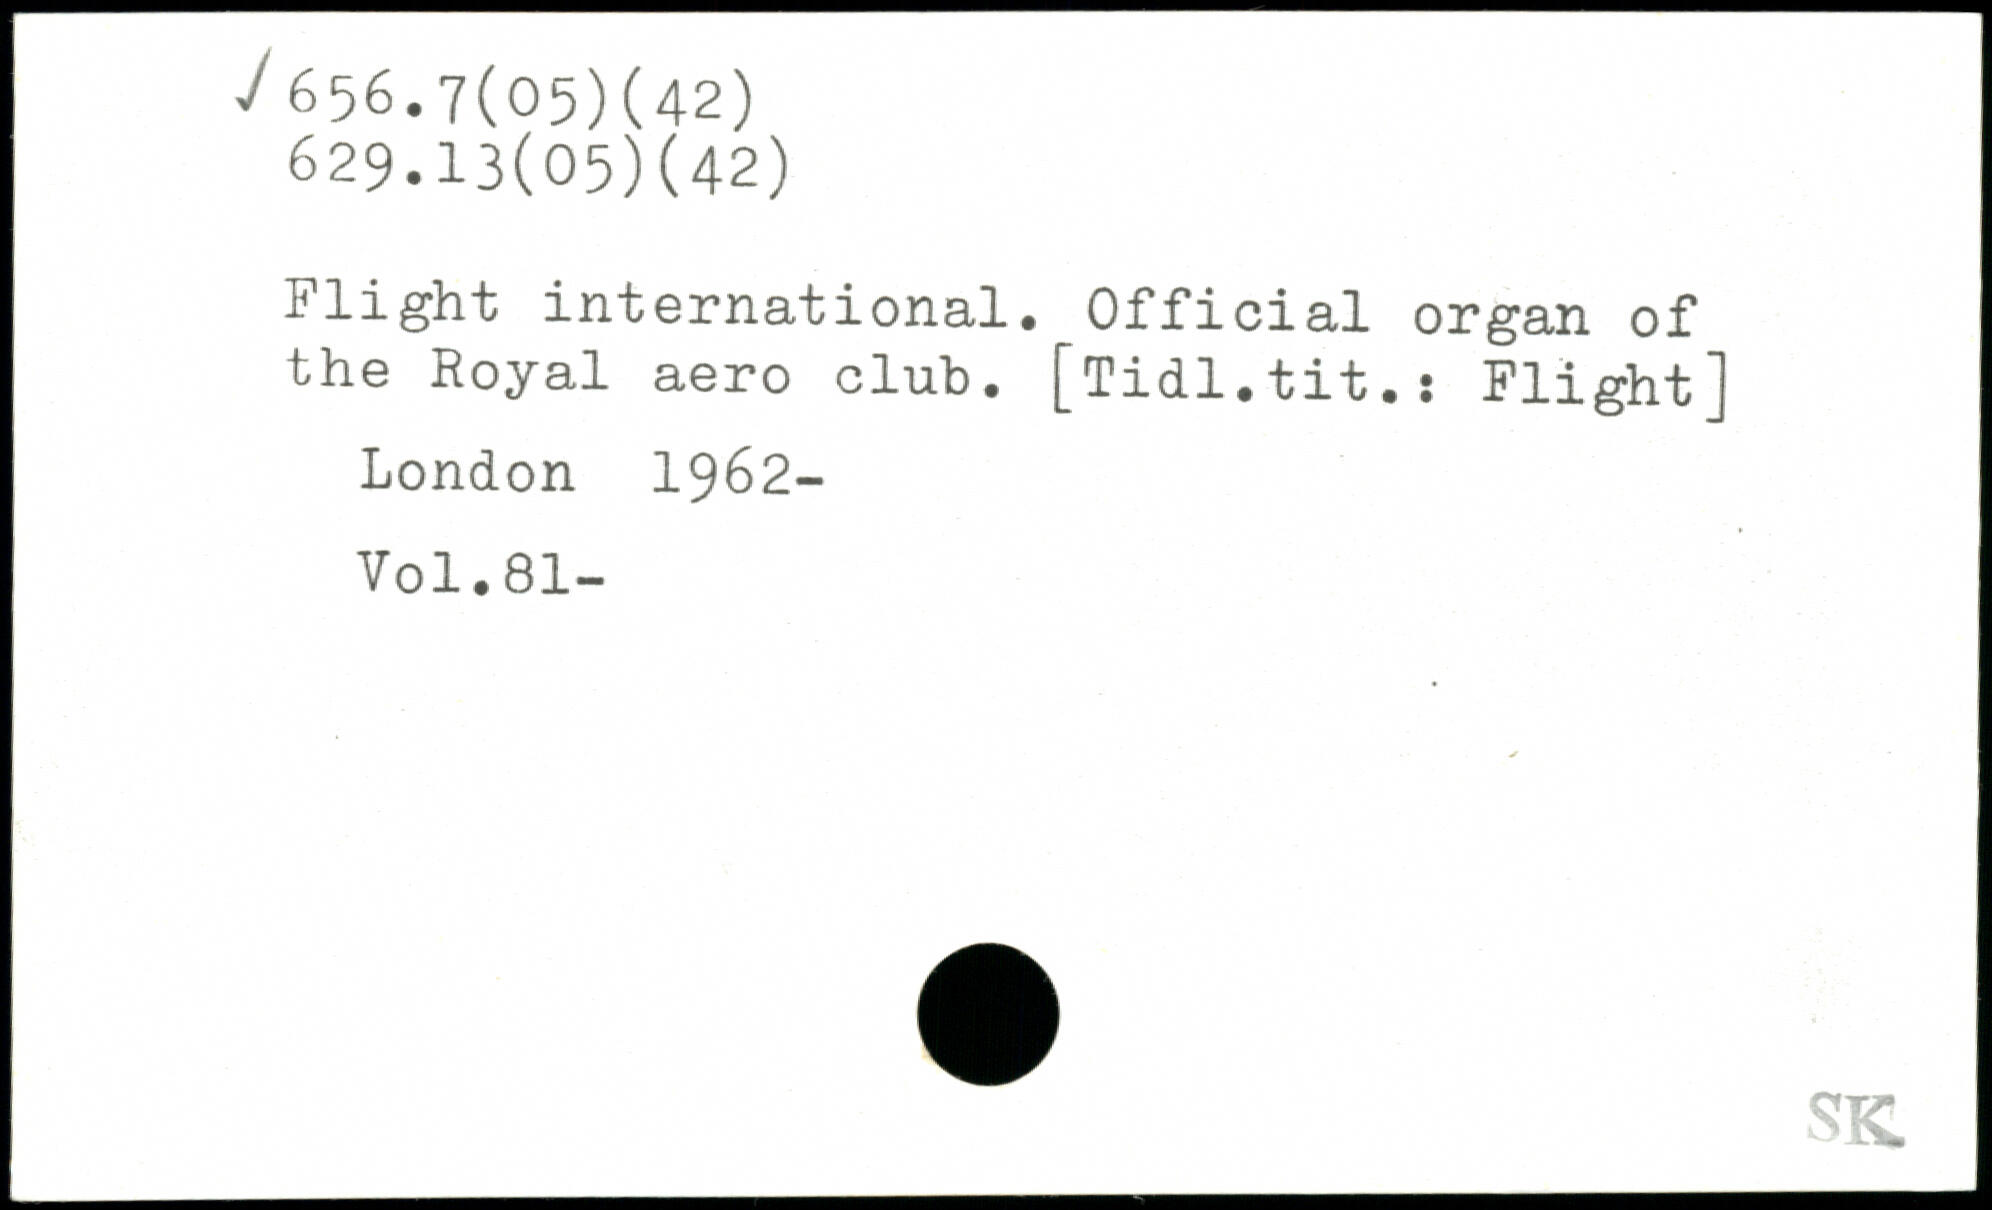 ✓ 656.7(05)(42)
629.13(05)(42)
Flight international. Official organ of
the Royal aero club. [Tidl.tit.: Flight]
London 1962-
Vol.81-
SK